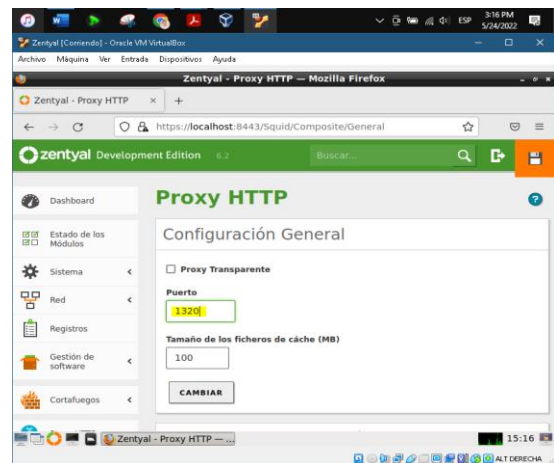 3:16 PM
ESP
5/24/2022
Zentyal [Corriendo] - Oracle VM VirtualBox
Archivo Máquina Ver Entrada Dispositivos Ayuda
Zentyal - Proxy HTTP — Mozilla Firefox
Zentyal - Proxy HTTP
https://localhost:8443/Squid/Composite/General
zentyal Development Edition 6.2 Buscar...
Dashboard
Proxy HTTP
Estado de los
Módulos
Configuración General
Sistema
Proxy Transparente
Red
Puerto
1320
Registros
Tamaño de los ficheros de cáche (MB)
100
Gestión de
software
CAMBIAR
Cortafuegos
Zentyal - Proxy HTTP — ...
15:16
ALT DERECHA